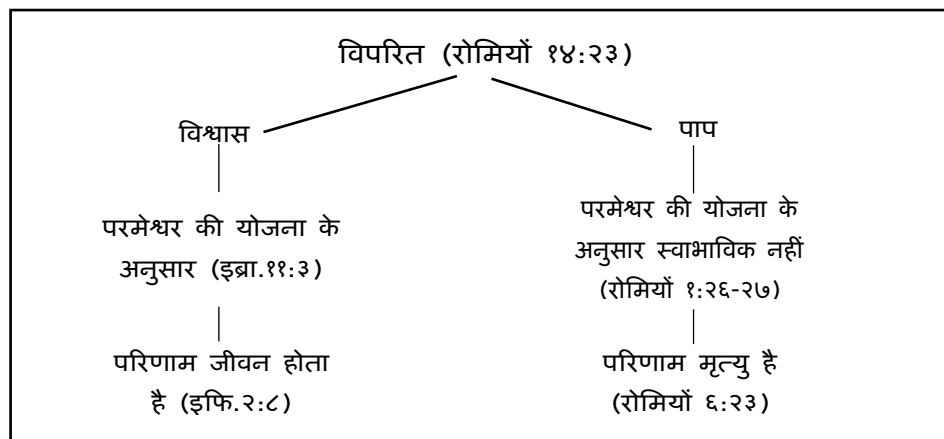 विपरित (रोमियों १४:२३)
विश्वास
परमेश्वर की योजना के
अनुसार (इब्रा.११:३)
परिणाम जीवन होता
है (इफि.२:८)
पाप
परमेश्वर की योजना के
अनुसार स्वाभाविक नहीं
(रोमियों १:२६-२७)
परिणाम मृत्यु है
(रोमियों ६:२३)